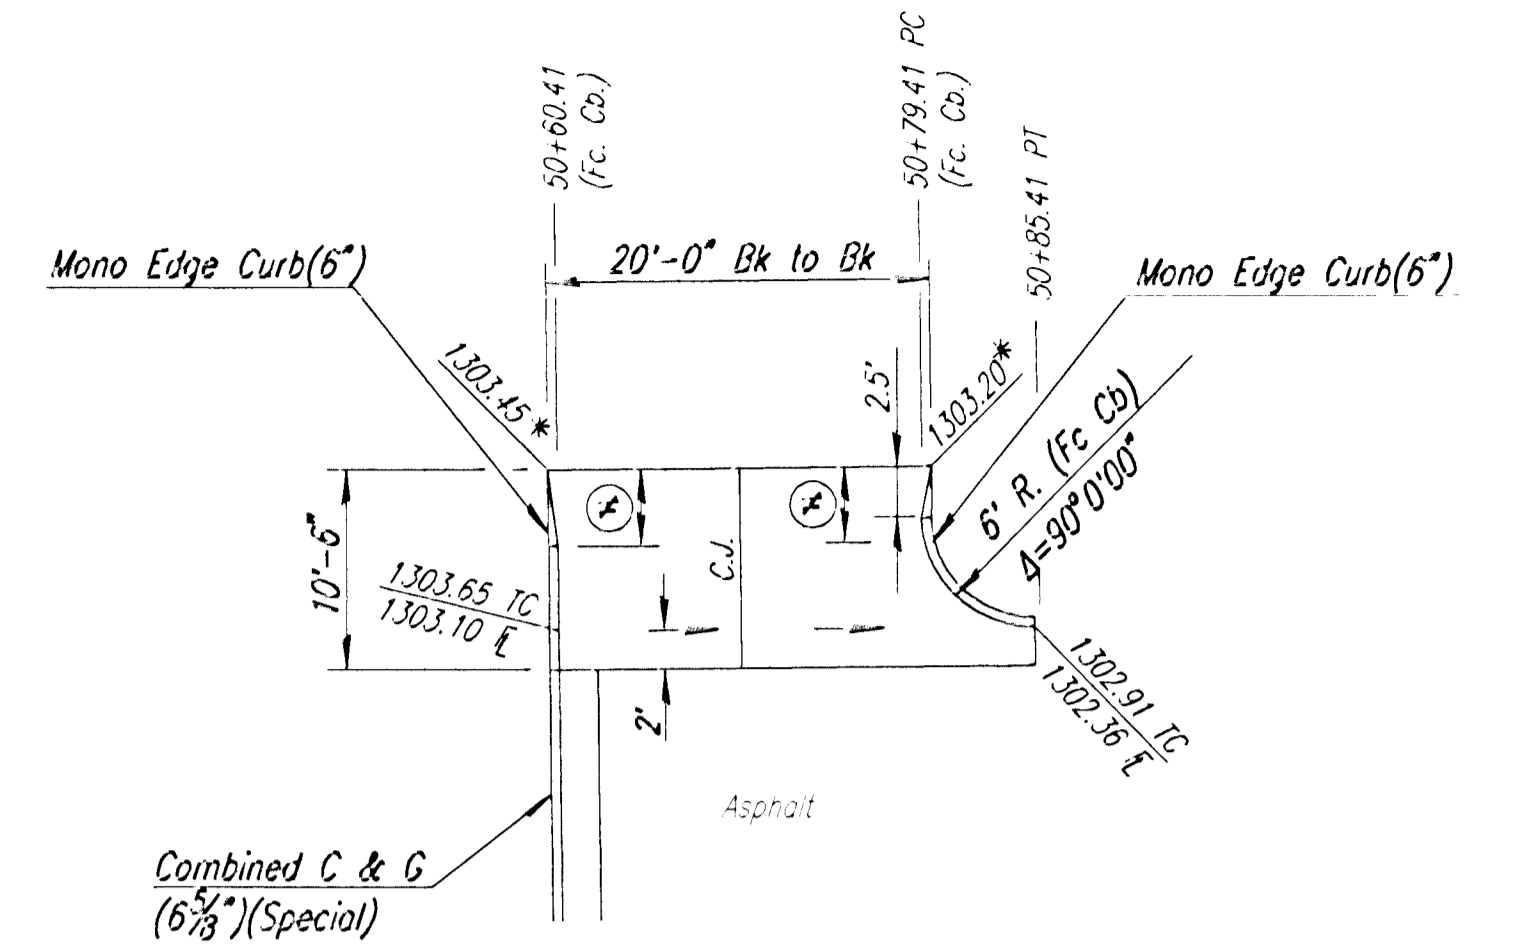 50+60.41
(Fc. Cb.)
50+79.41 PC
(Fc. Cb.)
50+85.41 PT
Mono Edge Curb(6")
20'-0" Bk to Bk
Mono Edge Curb(6")
1303.45*
2.5'
1303.20*
6' R. (Fc Cb)
Δ=90°0'00"
10'-6"
C.J.
1303.65 TC
1303.10 ℄
2'
1302.91 TC
1302.36 ℄
Asphalt
Combined C & G
(6 5/8")(Special)